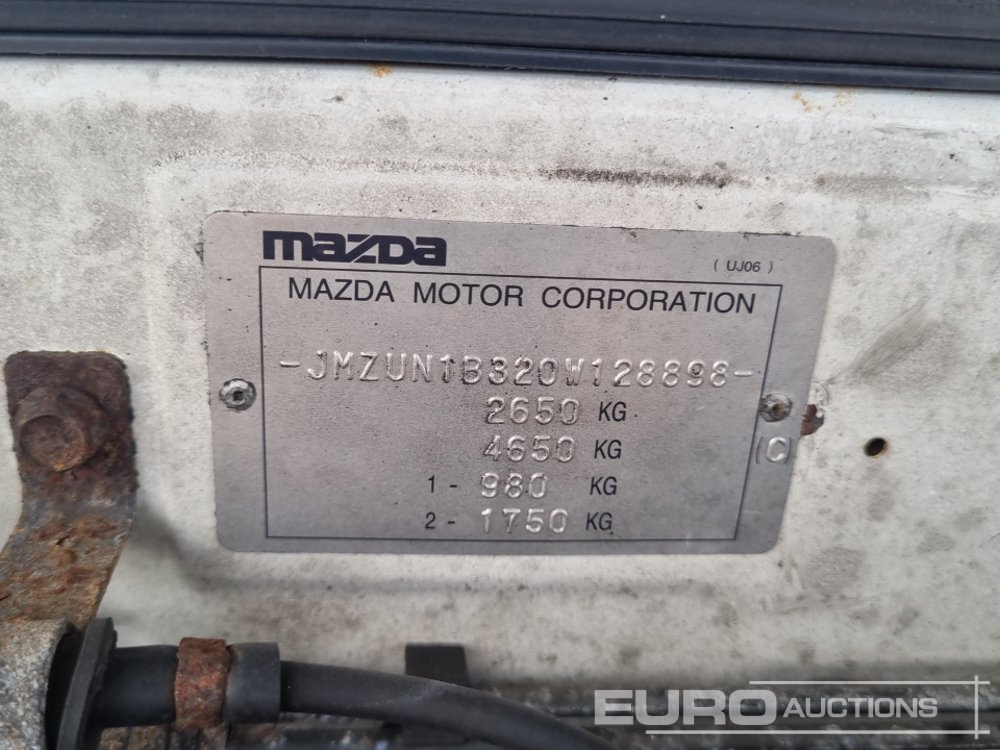 mazda
( UJ06 )
MAZDA MOTOR CORPORATION
-JMZUN1B320W128898-
2650 KG
4650 KG
(C
1 - 980 KG
2 - 1750 KG
EURO AUCTIONS